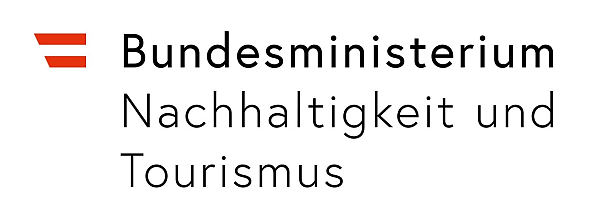 Bundesministerium
Nachhaltigkeit und
Tourismus